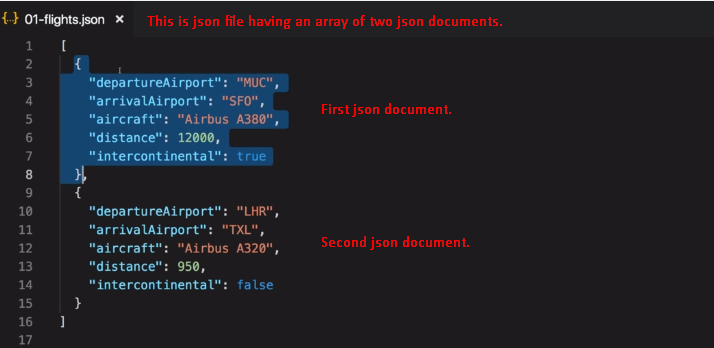 {..} 01-flights.json × This is json file having an array of two json documents.
1 [
2 {
3 "departureAirport": "MUC",
4 "arrivalAirport": "SFO",
5 "aircraft": "Airbus A380", First json document.
6 "distance": 12000,
7 "intercontinental": true
8 },
9 {
10 "departureAirport": "LHR",
11 "arrivalAirport": "TXL",
12 "aircraft": "Airbus A320", Second json document.
13 "distance": 950,
14 "intercontinental": false
15 }
16 ]
17